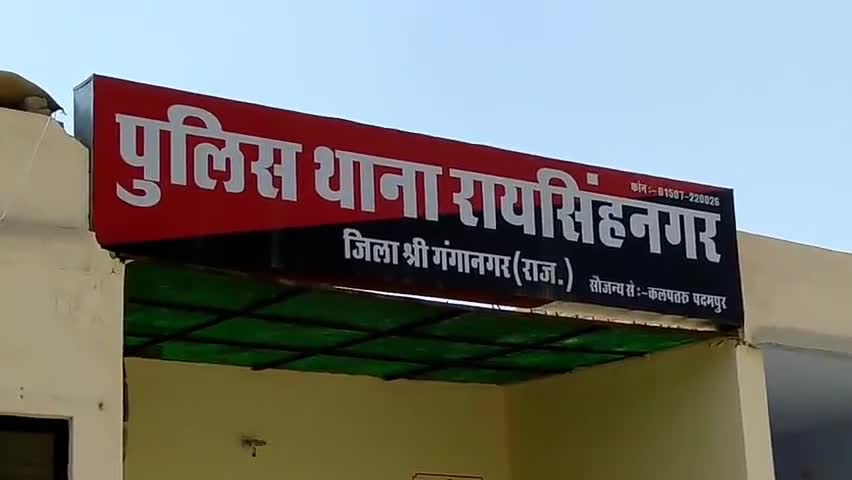 फोन :-01507-220026
पुलिस थाना रायसिंहनगर
जिला श्री गंगानगर (राज.)
सौजन्य से :- कलपतरु पदमपुर